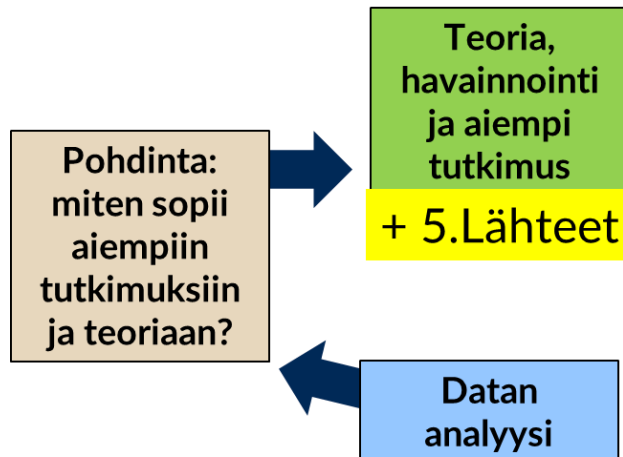 Teoria,
havainnointi
ja aiempi
tutkimus
+ 5.Lähteet
Pohdinta:
miten sopii
aiempiin
tutkimuksiin
ja teoriaan?
Datan
analyysi